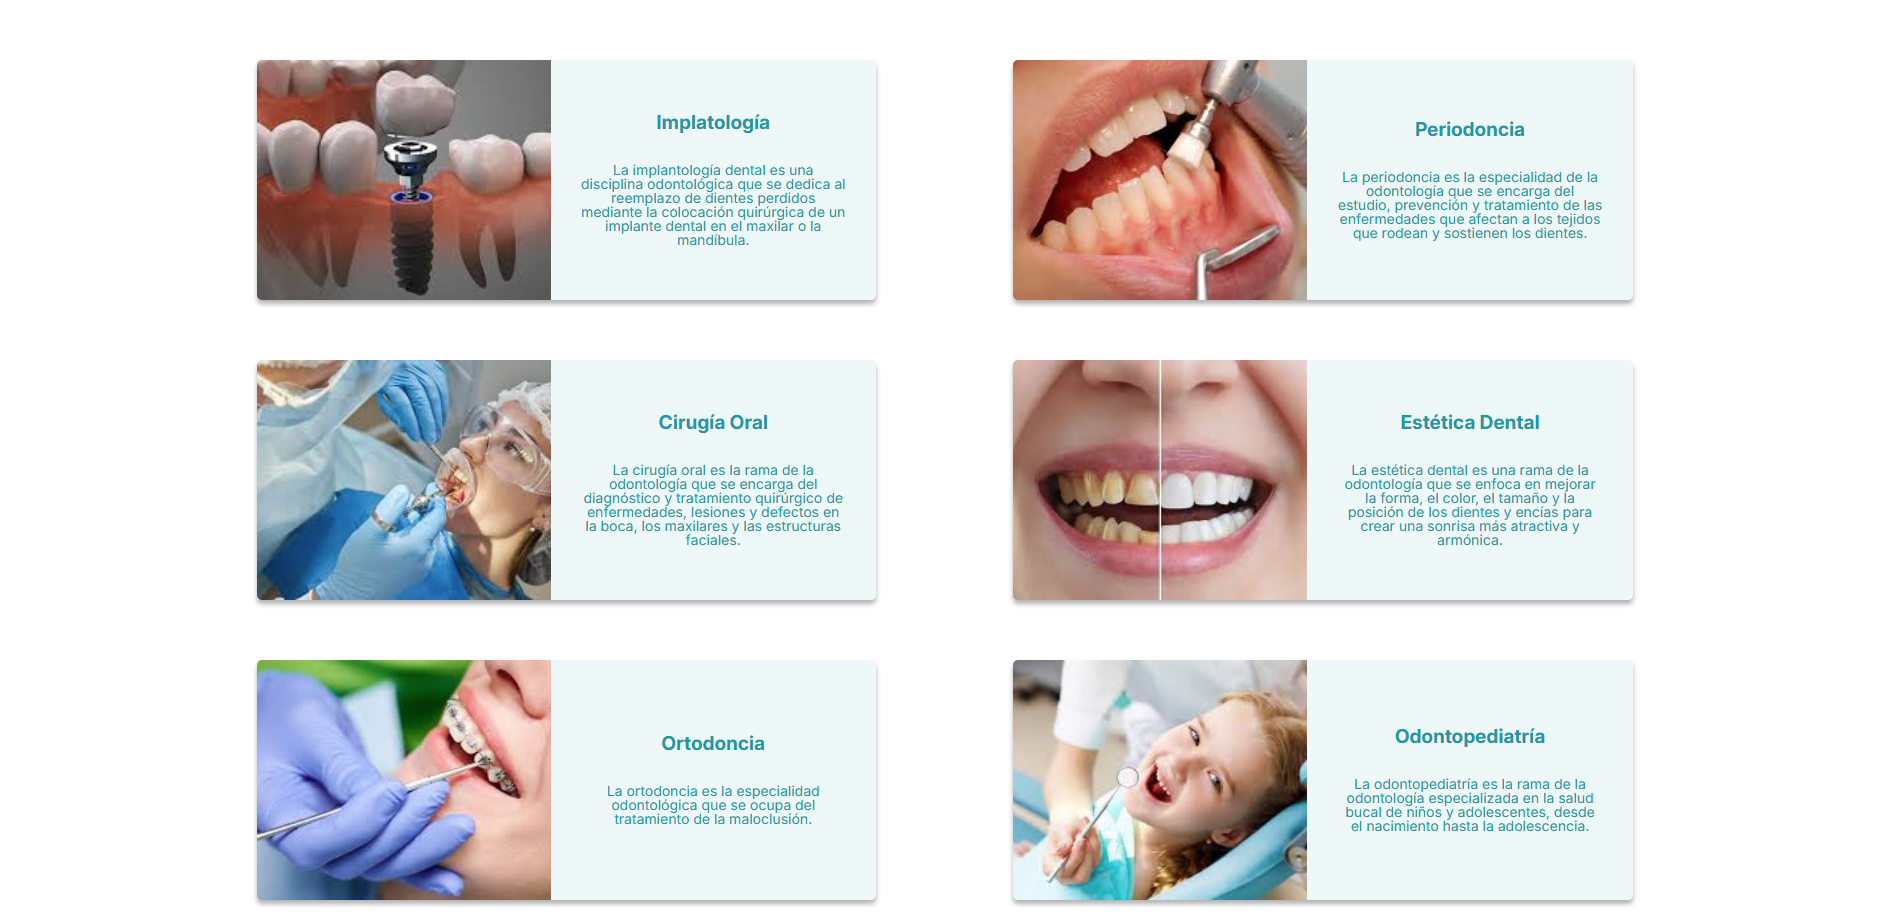 Implatología
La implantología dental es una
disciplina odontológica que se dedica al
reemplazo de dientes perdidos
mediante la colocación quirúrgica de un
implante dental en el maxilar o la
mandíbula.
Periodoncia
La periodoncia es la especialidad de la
odontología que se encarga del
estudio, prevención y tratamiento de las
enfermedades que afectan a los tejidos
que rodean y sostienen los dientes.
Cirugía Oral
La cirugía oral es la rama de la
odontología que se encarga del
diagnóstico y tratamiento quirúrgico de
enfermedades, lesiones y defectos en
la boca, los maxilares y las estructuras
faciales.
Estética Dental
La estética dental es una rama de la
odontología que se enfoca en mejorar
la forma, el color, el tamaño y la
posición de los dientes y encías para
crear una sonrisa más atractiva y
armónica.
Ortodoncia
La ortodoncia es la especialidad
odontológica que se ocupa del
tratamiento de la maloclusión.
Odontopediatría
La odontopediatría es la rama de la
odontología especializada en la salud
bucal de niños y adolescentes, desde
el nacimiento hasta la adolescencia.